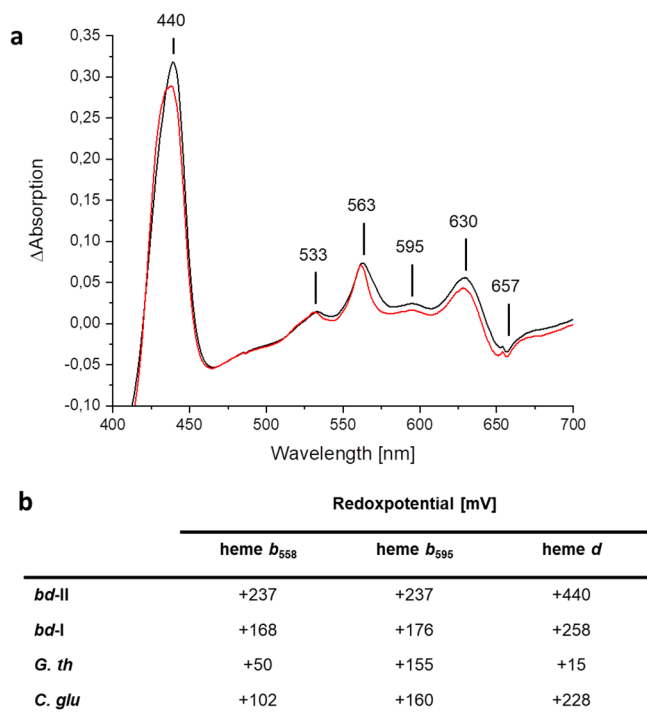 a
440
0,35
0,30
0,25
0,20
0,15
0,10
0,05
0,00
-0,05
-0,10
ΔAbsorption
533
563
595
630
657
400 450 500 550 600 650 700
Wavelength [nm]
b
Redoxpotential [mV]
heme b558 heme b595 heme d
bd-II +237 +237 +440
bd-I +168 +176 +258
G. th +50 +155 +15
C. glu +102 +160 +228